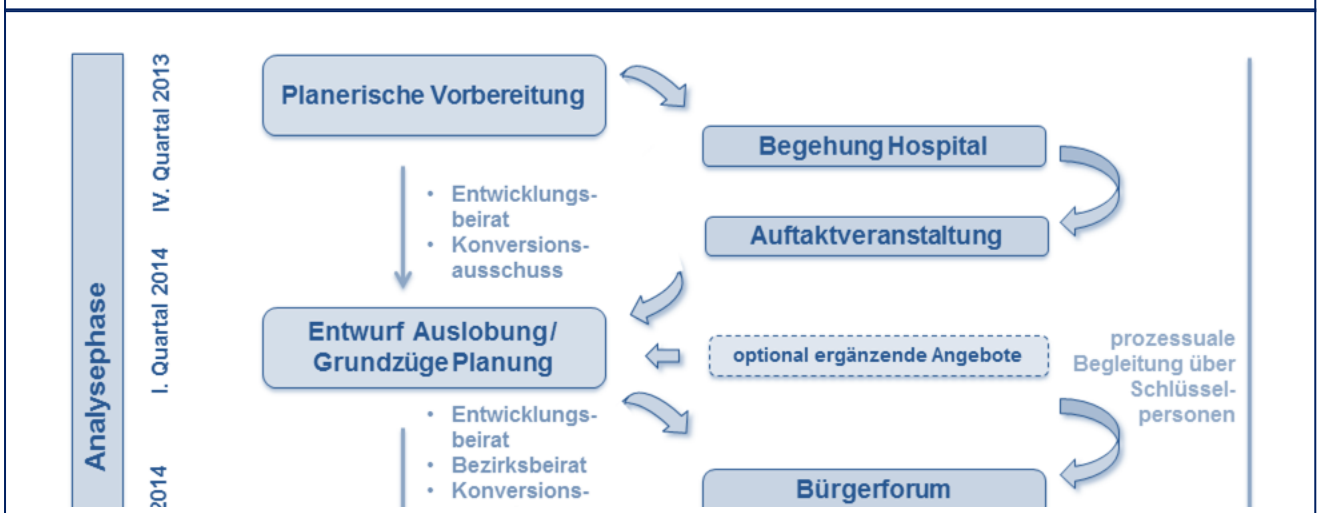 Analysephase
IV. Quartal 2013
I. Quartal 2014
2014
Planerische Vorbereitung
Begehung Hospital
• Entwicklungs-
beirat
• Konversions-
ausschuss
Auftaktveranstaltung
Entwurf Auslobung/
Grundzüge Planung
optional ergänzende Angebote
prozessuale
Begleitung über
Schlüssel-
personen
• Entwicklungs-
beirat
• Bezirksbeirat
• Konversions-
Bürgerforum